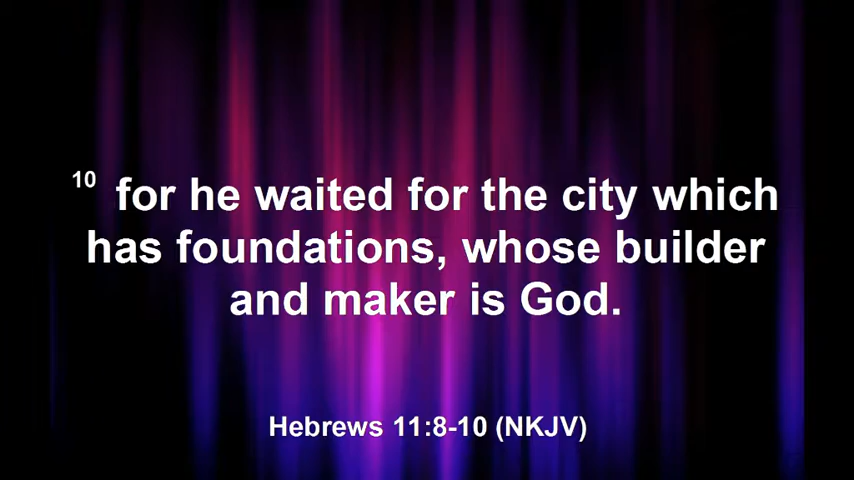 10 for he waited for the city which
has foundations, whose builder
and maker is God.
Hebrews 11:8-10 (NKJV)